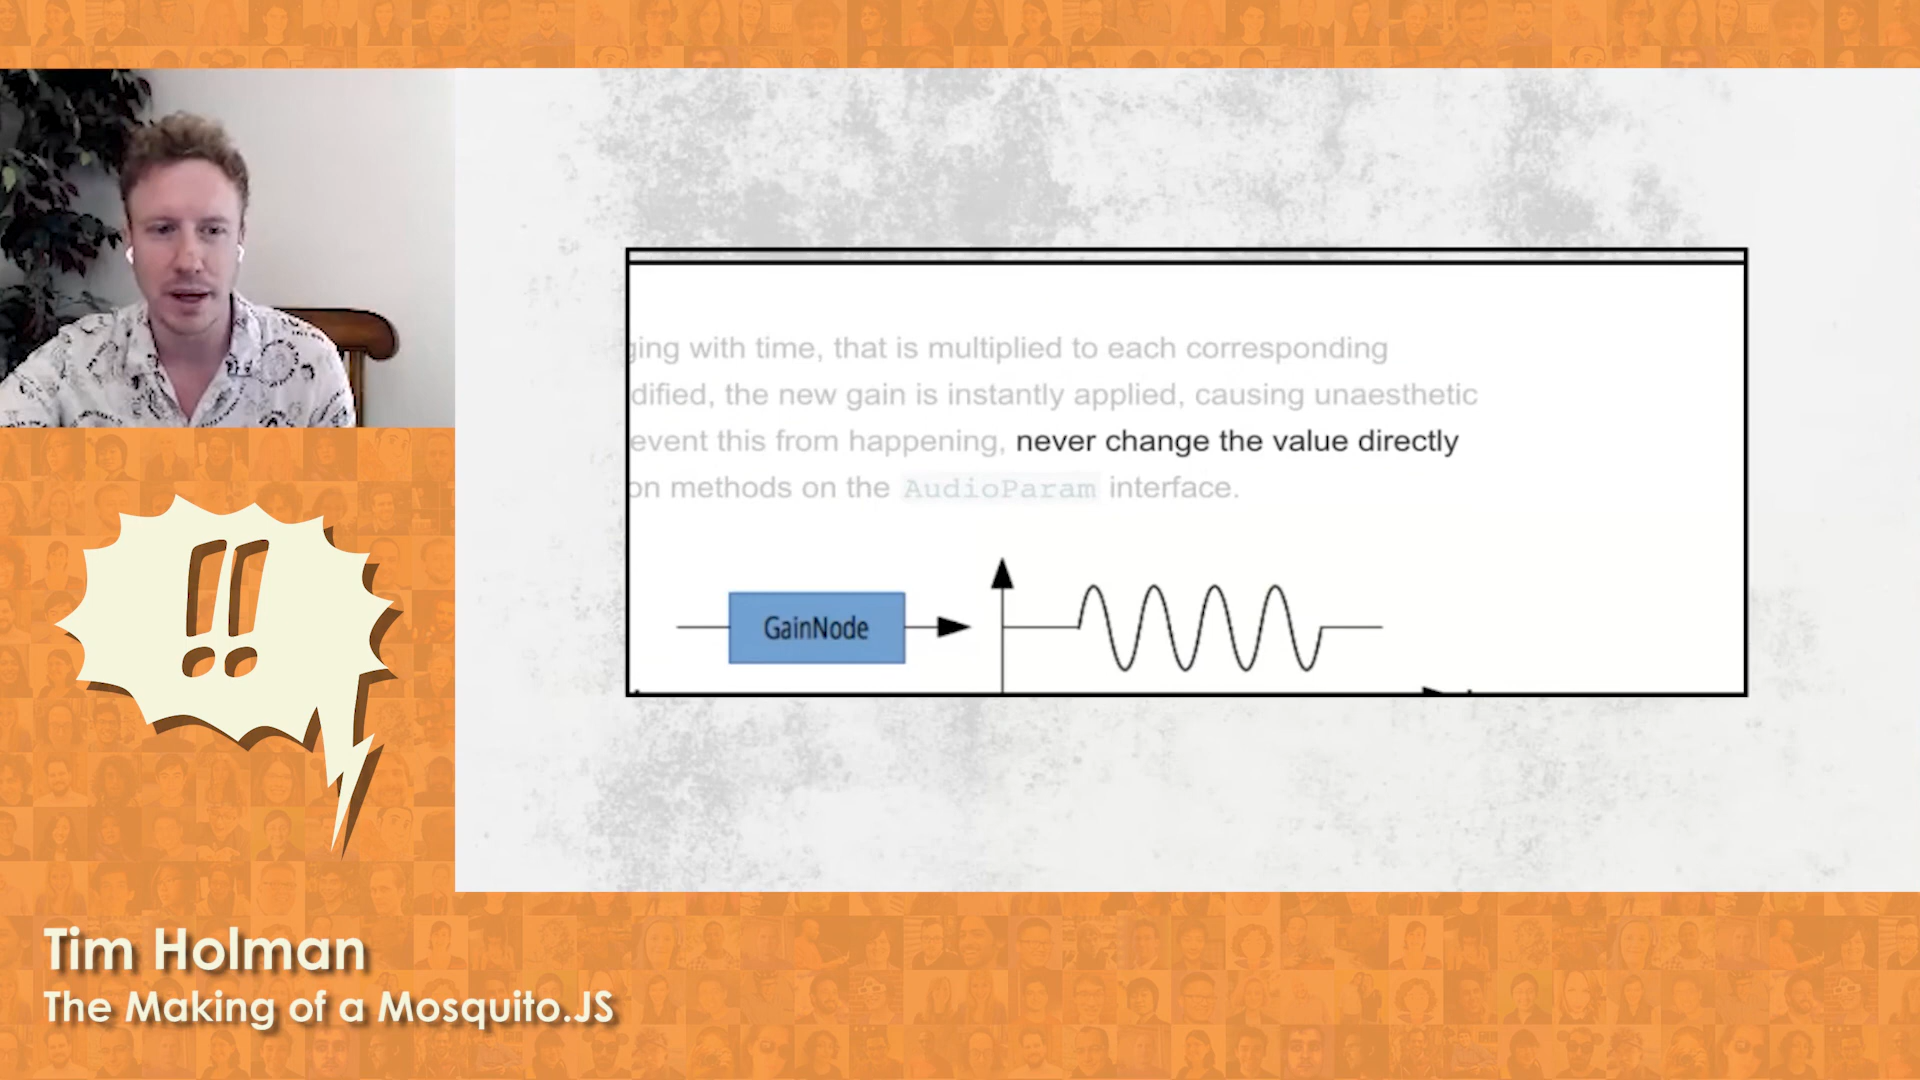 ging with time, that is multiplied to each corresponding
dified, the new gain is instantly applied, causing unaesthetic
event this from happening, never change the value directly
on methods on the AudioParam interface.
GainNode
!!
Tim Holman
The Making of a Mosquito.JS